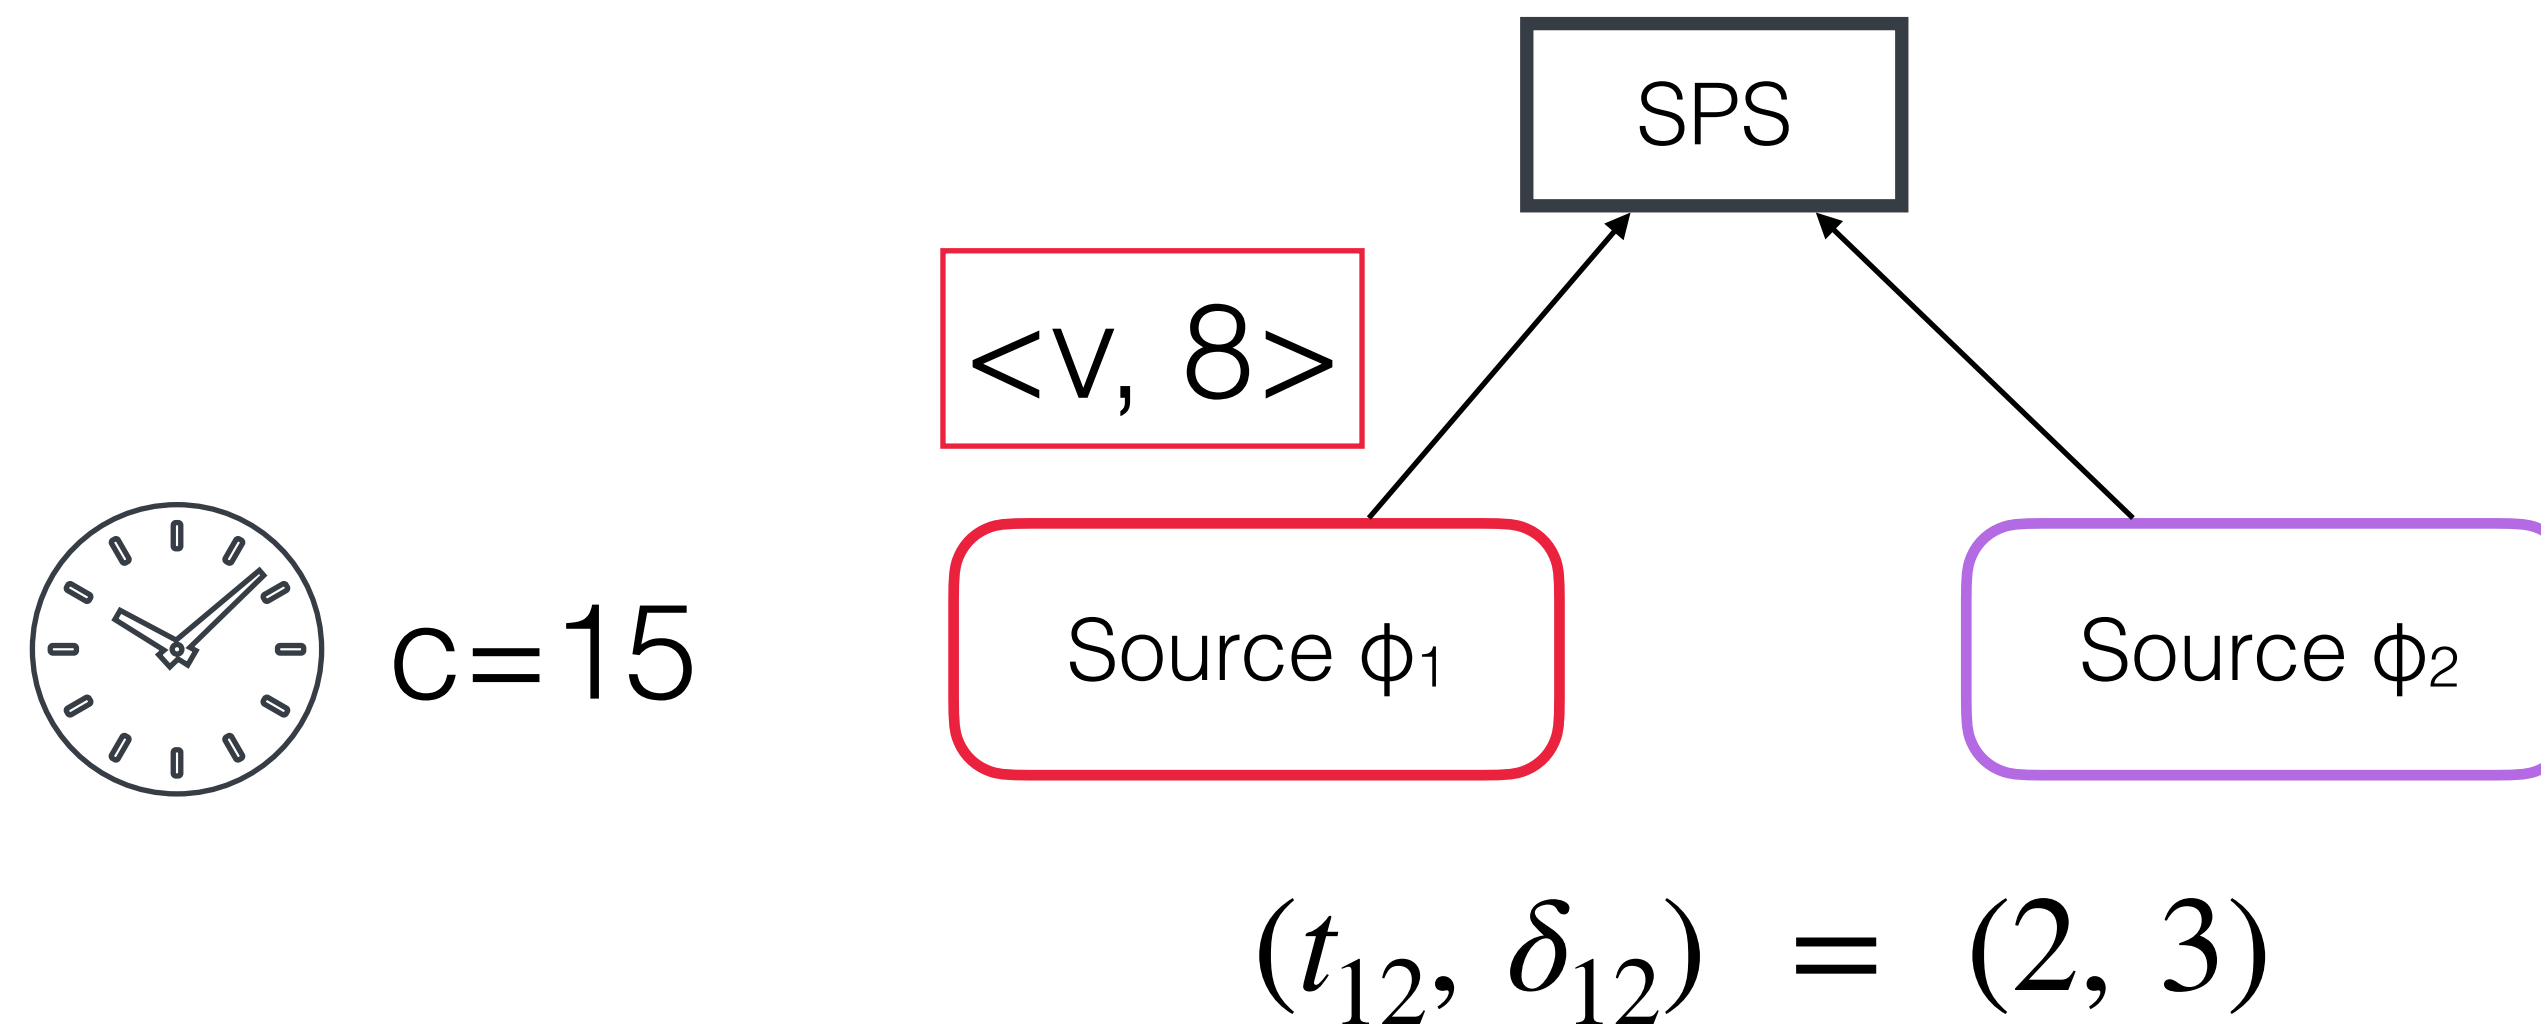 SPS
<v, 8>
c=15
Source ϕ₁
Source ϕ₂
(t₁₂, δ₁₂) = (2, 3)